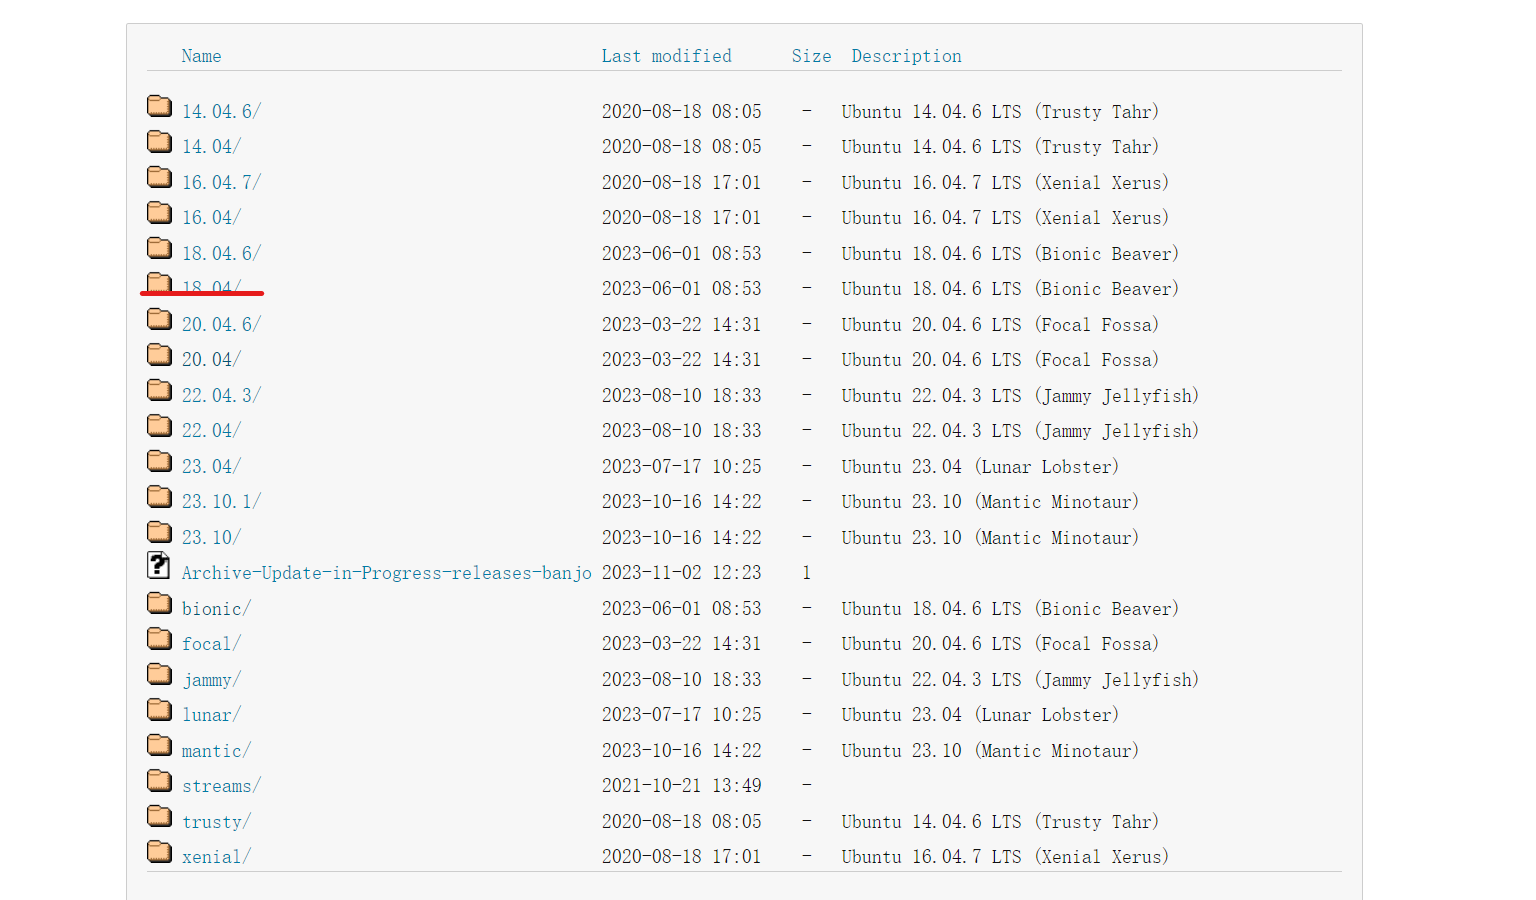 Name Last modified Size Description
14.04.6/ 2020-08-18 08:05 - Ubuntu 14.04.6 LTS (Trusty Tahr)
14.04/ 2020-08-18 08:05 - Ubuntu 14.04.6 LTS (Trusty Tahr)
16.04.7/ 2020-08-18 17:01 - Ubuntu 16.04.7 LTS (Xenial Xerus)
16.04/ 2020-08-18 17:01 - Ubuntu 16.04.7 LTS (Xenial Xerus)
18.04.6/ 2023-06-01 08:53 - Ubuntu 18.04.6 LTS (Bionic Beaver)
18.04/ 2023-06-01 08:53 - Ubuntu 18.04.6 LTS (Bionic Beaver)
20.04.6/ 2023-03-22 14:31 - Ubuntu 20.04.6 LTS (Focal Fossa)
20.04/ 2023-03-22 14:31 - Ubuntu 20.04.6 LTS (Focal Fossa)
22.04.3/ 2023-08-10 18:33 - Ubuntu 22.04.3 LTS (Jammy Jellyfish)
22.04/ 2023-08-10 18:33 - Ubuntu 22.04.3 LTS (Jammy Jellyfish)
23.04/ 2023-07-17 10:25 - Ubuntu 23.04 (Lunar Lobster)
23.10.1/ 2023-10-16 14:22 - Ubuntu 23.10 (Mantic Minotaur)
23.10/ 2023-10-16 14:22 - Ubuntu 23.10 (Mantic Minotaur)
Archive-Update-in-Progress-releases-banjo 2023-11-02 12:23 1
bionic/ 2023-06-01 08:53 - Ubuntu 18.04.6 LTS (Bionic Beaver)
focal/ 2023-03-22 14:31 - Ubuntu 20.04.6 LTS (Focal Fossa)
jammy/ 2023-08-10 18:33 - Ubuntu 22.04.3 LTS (Jammy Jellyfish)
lunar/ 2023-07-17 10:25 - Ubuntu 23.04 (Lunar Lobster)
mantic/ 2023-10-16 14:22 - Ubuntu 23.10 (Mantic Minotaur)
streams/ 2021-10-21 13:49 -
trusty/ 2020-08-18 08:05 - Ubuntu 14.04.6 LTS (Trusty Tahr)
xenial/ 2020-08-18 17:01 - Ubuntu 16.04.7 LTS (Xenial Xerus)